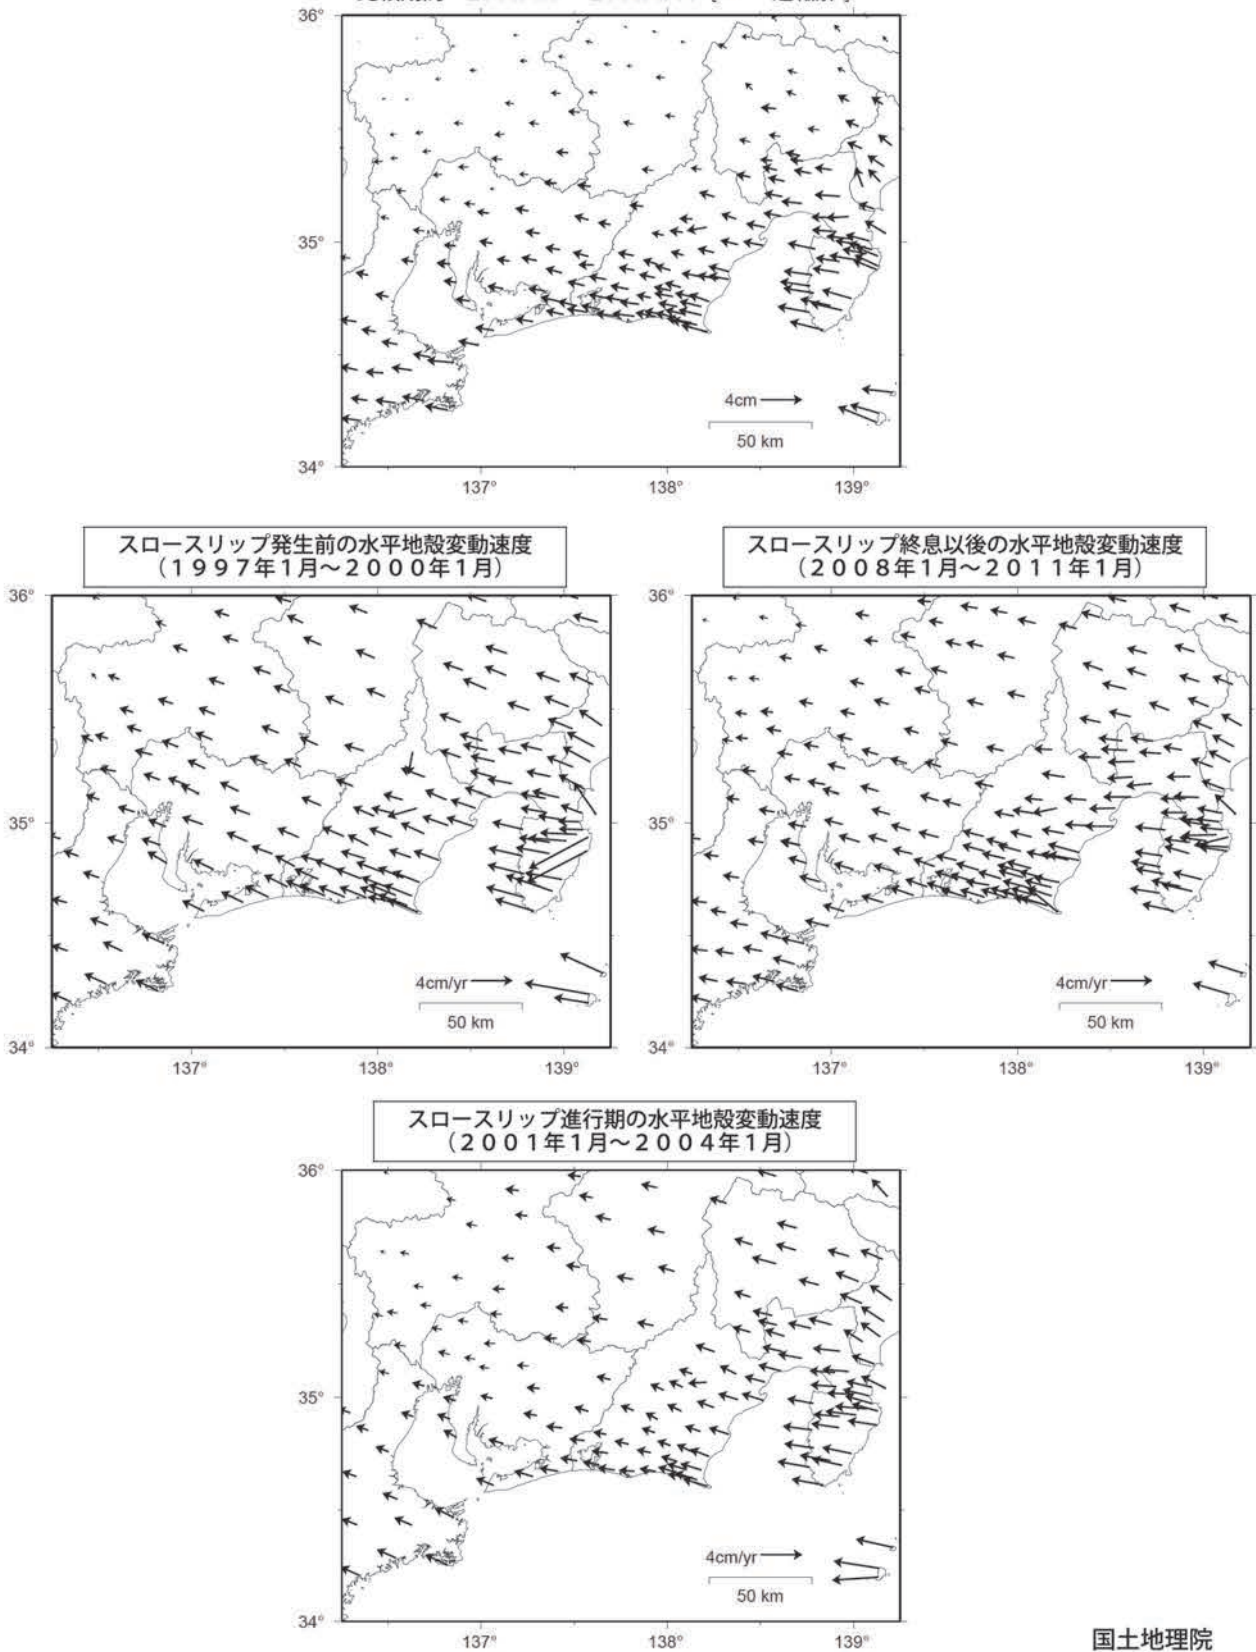 36°
35°
34°
4cm
50 km
137°
138°
139°
スロースリップ発生前の水平地殻変動速度
（１９９７年１月～２０００年１月）
36°
35°
34°
4cm/yr
50 km
137°
138°
139°
スロースリップ終息以後の水平地殻変動速度
（２００８年１月～２０１１年１月）
36°
35°
34°
4cm/yr
50 km
137°
138°
139°
スロースリップ進行期の水平地殻変動速度
（２００１年１月～２００４年１月）
36°
35°
34°
4cm/yr
50 km
137°
138°
139°
国土地理院